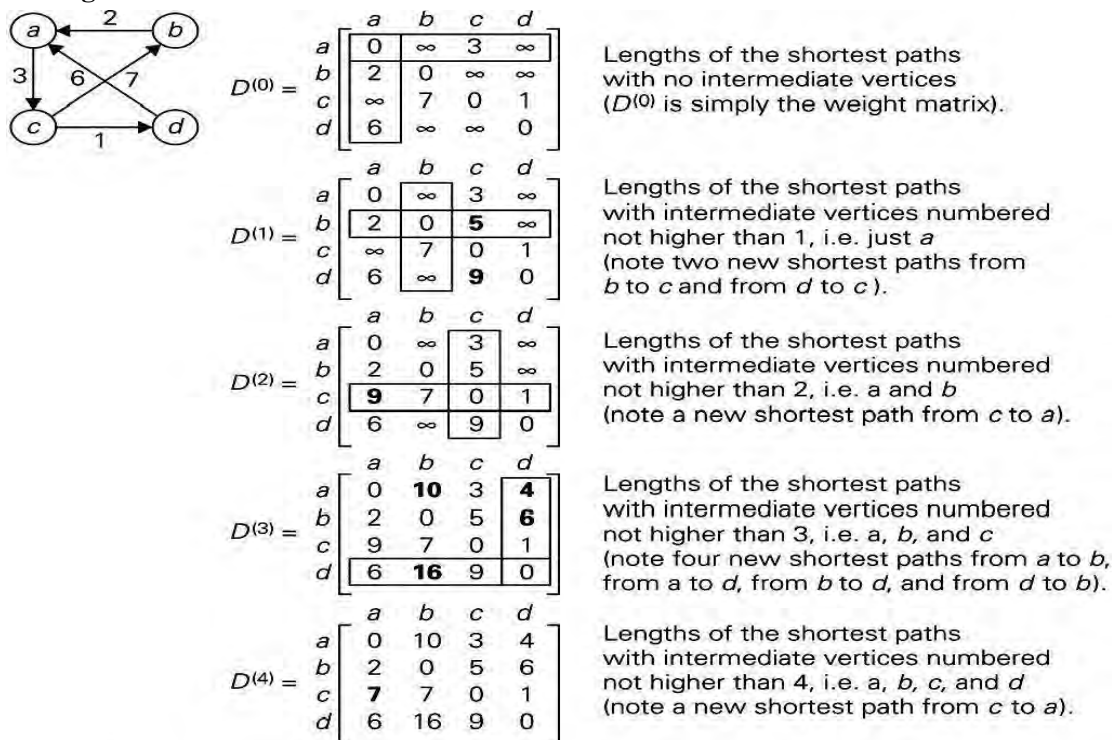 a 2 b
3 6 7
c 1 d
a b c d
a 0 ∞ 3 ∞
b 2 0 ∞ ∞
D(0) =
c ∞ 7 0 1
d 6 ∞ ∞ 0
Lengths of the shortest paths
with no intermediate vertices
(D(0) is simply the weight matrix).
a b c d
a 0 ∞ 3 ∞
b 2 0 5 ∞
D(1) =
c ∞ 7 0 1
d 6 ∞ 9 0
Lengths of the shortest paths
with intermediate vertices numbered
not higher than 1, i.e. just a
(note two new shortest paths from
b to c and from d to c ).
a b c d
a 0 ∞ 3 ∞
b 2 0 5 ∞
D(2) =
c 9 7 0 1
d 6 ∞ 9 0
Lengths of the shortest paths
with intermediate vertices numbered
not higher than 2, i.e. a and b
(note a new shortest path from c to a).
a b c d
a 0 10 3 4
b 2 0 5 6
D(3) =
c 9 7 0 1
d 6 16 9 0
Lengths of the shortest paths
with intermediate vertices numbered
not higher than 3, i.e. a, b, and c
(note four new shortest paths from a to b,
from a to d, from b to d, and from d to b).
a b c d
a 0 10 3 4
b 2 0 5 6
D(4) =
c 7 7 0 1
d 6 16 9 0
Lengths of the shortest paths
with intermediate vertices numbered
not higher than 4, i.e. a, b, c, and d
(note a new shortest path from c to a).